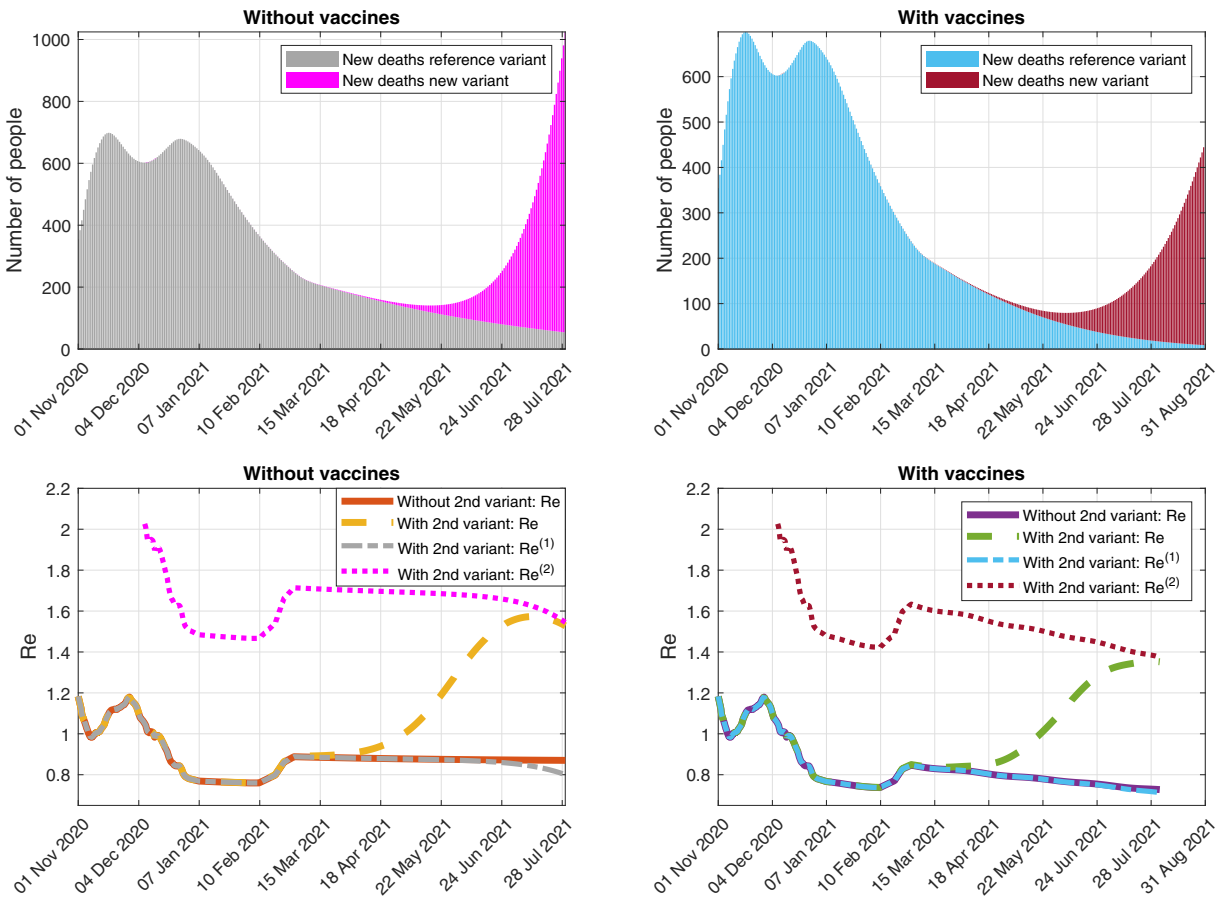 Without vaccines
Number of people
1000
800
600
400
200
0
New deaths reference variant
New deaths new variant
01 Nov 2020
04 Dec 2020
07 Jan 2021
10 Feb 2021
15 Mar 2021
18 Apr 2021
22 May 2021
24 Jun 2021
28 Jul 2021
With vaccines
Number of people
600
500
400
300
200
100
0
New deaths reference variant
New deaths new variant
01 Nov 2020
04 Dec 2020
07 Jan 2021
10 Feb 2021
15 Mar 2021
18 Apr 2021
22 May 2021
24 Jun 2021
28 Jul 2021
31 Aug 2021
Without vaccines
Re
2.2
2
1.8
1.6
1.4
1.2
1
0.8
Without 2nd variant: Re
With 2nd variant: Re
With 2nd variant: Re(1)
With 2nd variant: Re(2)
01 Nov 2020
04 Dec 2020
07 Jan 2021
10 Feb 2021
15 Mar 2021
18 Apr 2021
22 May 2021
24 Jun 2021
28 Jul 2021
With vaccines
Re
2.2
2
1.8
1.6
1.4
1.2
1
0.8
Without 2nd variant: Re
With 2nd variant: Re
With 2nd variant: Re(1)
With 2nd variant: Re(2)
01 Nov 2020
04 Dec 2020
07 Jan 2021
10 Feb 2021
15 Mar 2021
18 Apr 2021
22 May 2021
24 Jun 2021
28 Jul 2021
31 Aug 2021